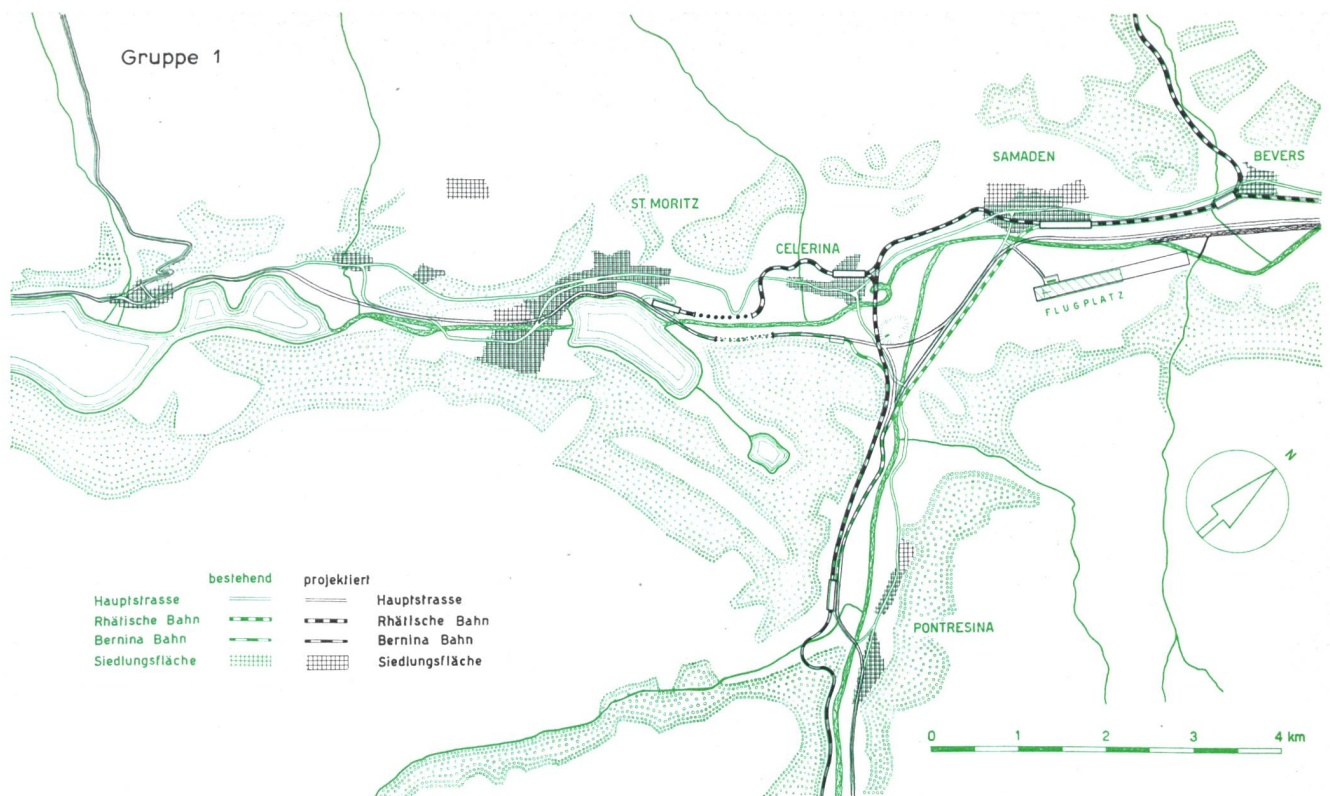 Gruppe 1
SAMADEN
BEVERS
ST. MORITZ
CELERINA
FLUGPLATZ
N
bestehend projektiert
Hauptstrasse Hauptstrasse
Rhätische Bahn Rhätische Bahn
Bernina Bahn Bernina Bahn
Siedlungsfläche Siedlungsfläche
PONTRESINA
0 1 2 3 4 km